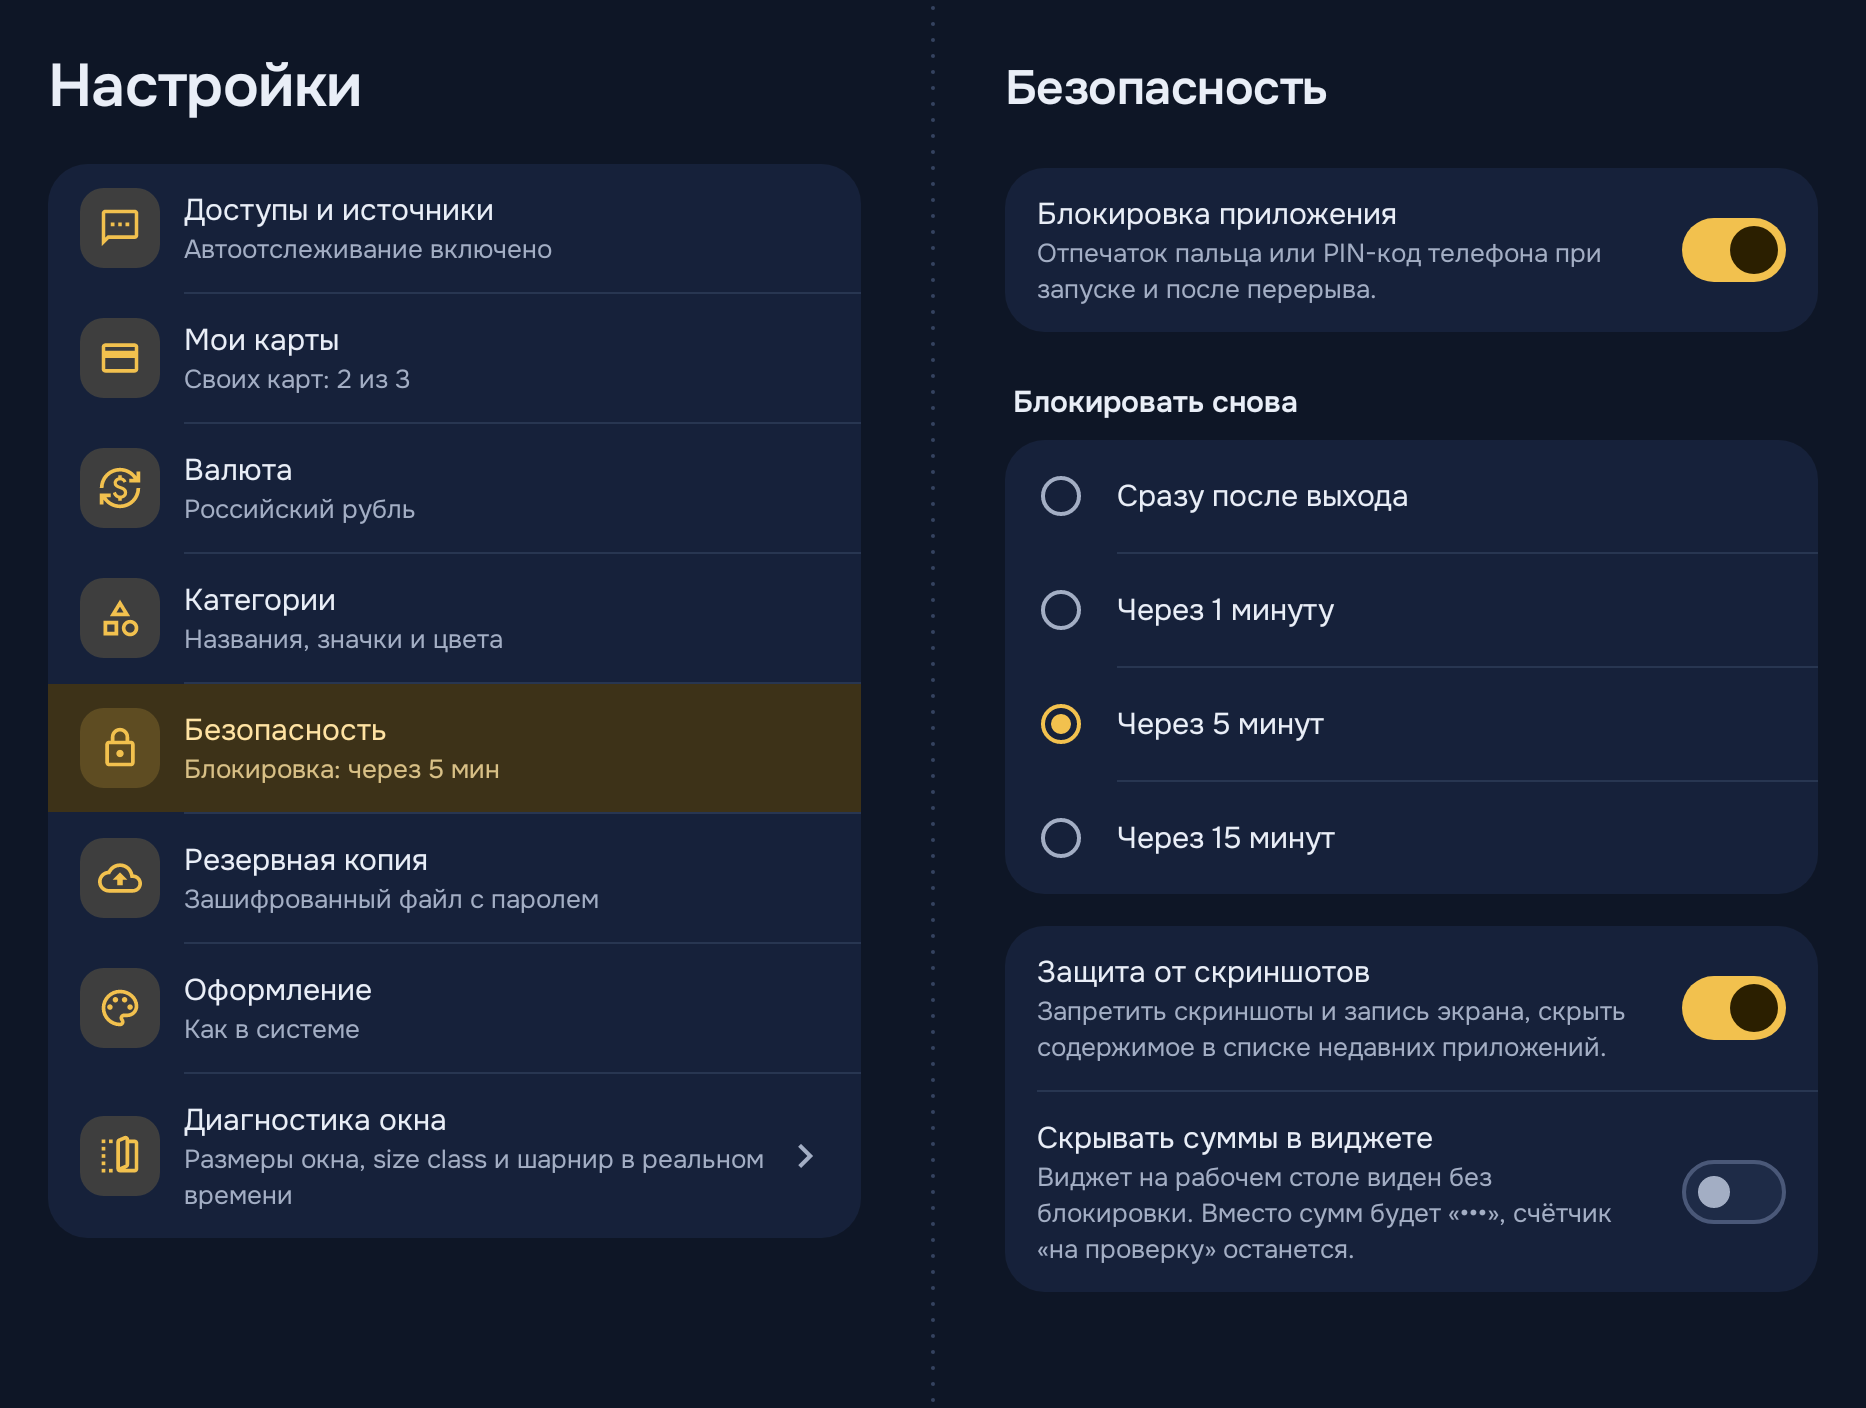 Настройки
Доступы и источники
Автоотслеживание включено
Мои карты
Своих карт: 2 из 3
Валюта
Российский рубль
Категории
Названия, значки и цвета
Безопасность
Блокировка: через 5 мин
Резервная копия
Зашифрованный файл с паролем
Оформление
Как в системе
Диагностика окна
Размеры окна, size class и шарнир в реальном
времени
Безопасность
Блокировка приложения
Отпечаток пальца или PIN-код телефона при
запуске и после перерыва.
Блокировать снова
Сразу после выхода
Через 1 минуту
Через 5 минут
Через 15 минут
Защита от скриншотов
Запретить скриншоты и запись экрана, скрыть
содержимое в списке недавних приложений.
Скрывать суммы в виджете
Виджет на рабочем столе виден без
блокировки. Вместо сумм будет «•••», счётчик
«на проверку» останется.